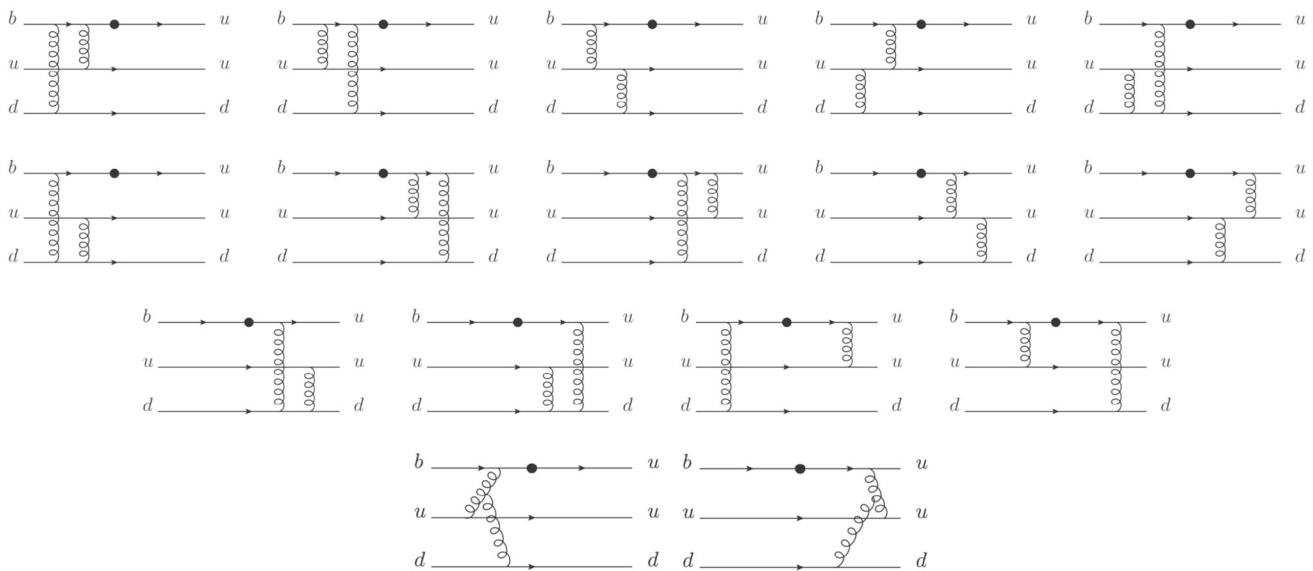 b u b u b u b u b u
u u u u u u u u u u
d d d d d d d d d d
b u b u b u b u b u
u u u u u u u u u u
d d d d d d d d d d
b u b u b u b u
u u u u u u u u
d d d d d d d d
b u b u
u u u u
d d d d